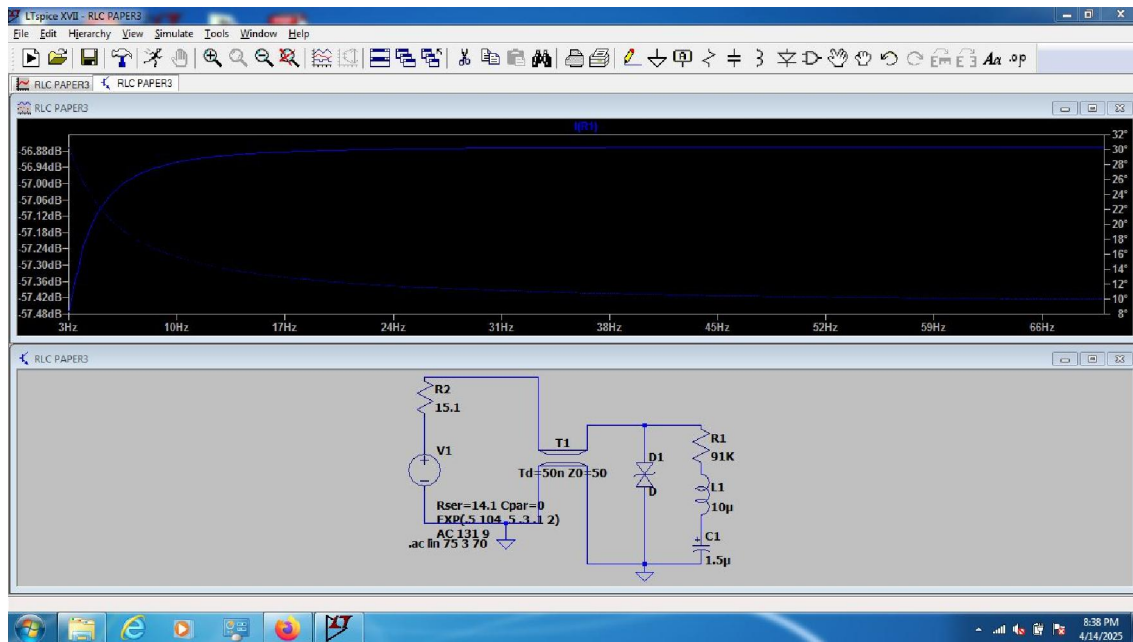 LTspice XVII - RLC PAPER3
File Edit Hierarchy View Simulate Tools Window Help
RLC PAPER3 RLC PAPER3
RLC PAPER3
I(R1)
-56.88dB
-56.94dB
-57.00dB
-57.06dB
-57.12dB
-57.18dB
-57.24dB
-57.30dB
-57.36dB
-57.42dB
-57.48dB
32°
30°
28°
26°
24°
22°
20°
18°
16°
14°
12°
10°
8°
3Hz 10Hz 17Hz 24Hz 31Hz 38Hz 45Hz 52Hz 59Hz 66Hz
RLC PAPER3
R2
15.1
V1
T1
Td=50n Z0=50
D1
D
R1
91K
L1
10µ
C1
1.5µ
Rser=14.1 Cpar=0
EXP(.5 104 .5 .3 .1 2)
AC 131 9
.ac lin 75 3 70
8:38 PM
4/14/2025